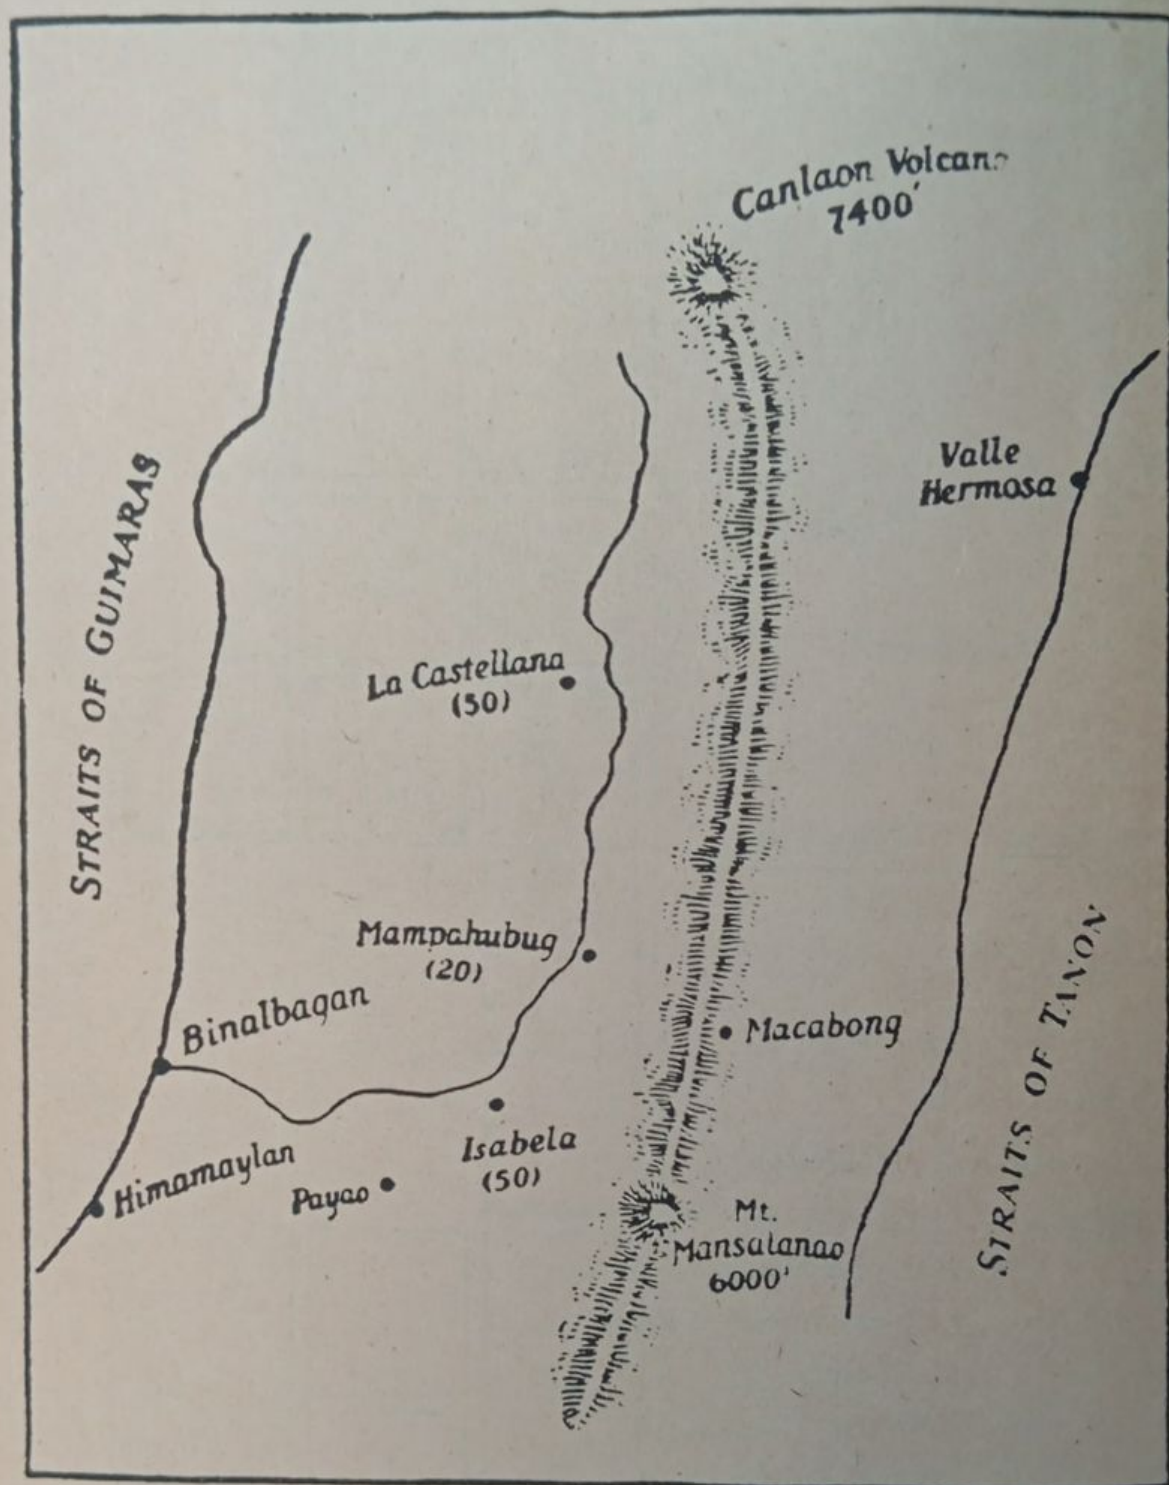 Canlaon Volcano
7400'
Valle
Hermosa
STRAITS OF GUIMARAS
La Castellana
(50)
Mampahubug
(20)
Binalbagan
Macabong
STRAITS OF TANON
Isabela
(50)
Himamaylan
Payao
Mt.
Mansalanao
6000'